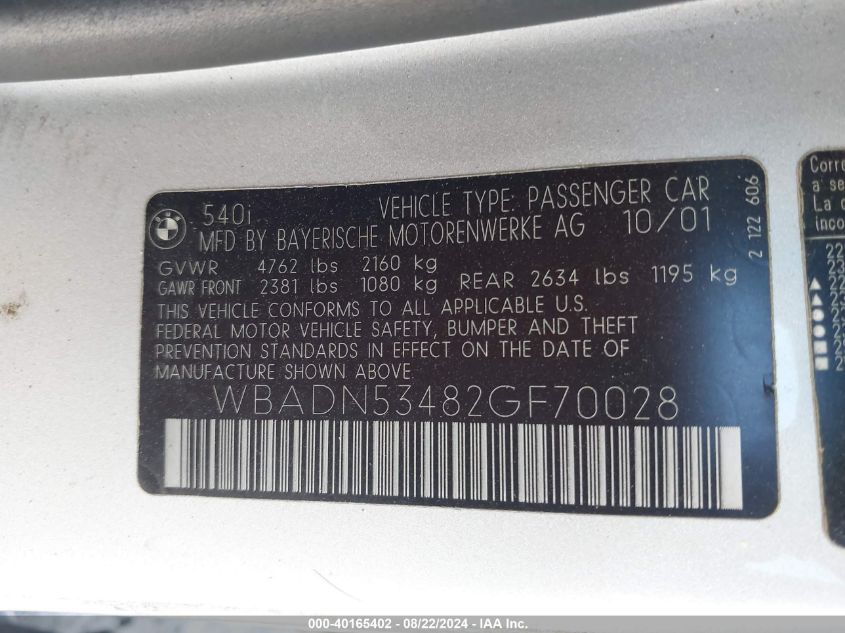 540i VEHICLE TYPE: PASSENGER CAR
MFD BY BAYERISCHE MOTORENWERKE AG 10/01
GVWR 4762 lbs 2160 kg
GAWR FRONT 2381 lbs 1080 kg REAR 2634 lbs 1195 kg
THIS VEHICLE CONFORMS TO ALL APPLICABLE U.S.
FEDERAL MOTOR VEHICLE SAFETY, BUMPER AND THEFT
PREVENTION STANDARDS IN EFFECT ON THE DATE OF
MANUFACTURE SHOWN ABOVE
WBADN53482GF70028
2 122 606
a se
La
inco
000-40165402 - 08/22/2024 - IAA Inc.